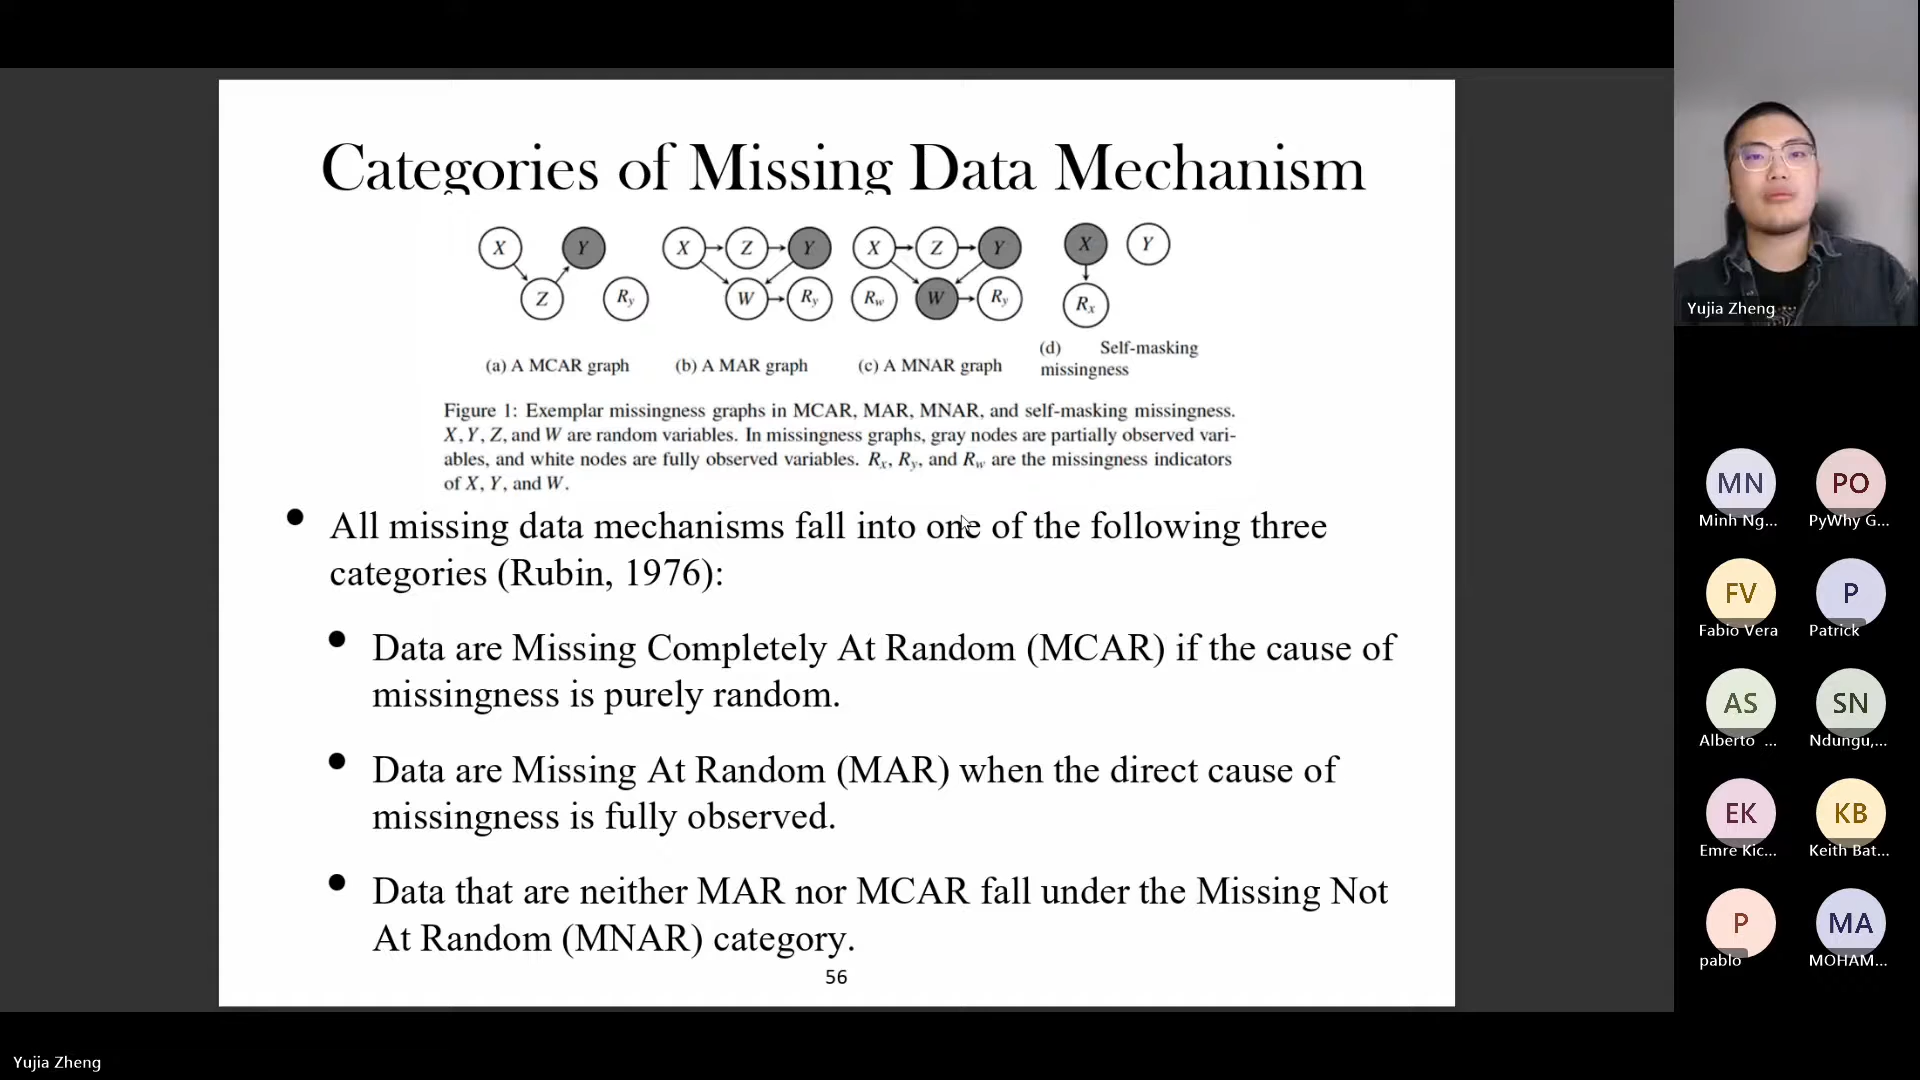 Categories of Missing Data Mechanism
X Y Z R_y
X Z Y W R_y
X Z Y R_w W R_y
X Y R_x
(a) A MCAR graph
(b) A MAR graph
(c) A MNAR graph
(d) Self-masking
missingness
Figure 1: Exemplar missingness graphs in MCAR, MAR, MNAR, and self-masking missingness.
X, Y, Z, and W are random variables. In missingness graphs, gray nodes are partially observed vari-
ables, and white nodes are fully observed variables. R_x, R_y, and R_w are the missingness indicators
of X, Y, and W.
• All missing data mechanisms fall into one of the following three
categories (Rubin, 1976):
• Data are Missing Completely At Random (MCAR) if the cause of
missingness is purely random.
• Data are Missing At Random (MAR) when the direct cause of
missingness is fully observed.
• Data that are neither MAR nor MCAR fall under the Missing Not
At Random (MNAR) category.
56
Yujia Zheng
MN
Minh Ng...
PO
PyWhy G...
FV
Fabio Vera
P
Patrick
AS
Alberto ...
SN
Ndungu,...
EK
Emre Kic...
KB
Keith Bat...
P
pablo
MA
MOHAM...
Yujia Zheng